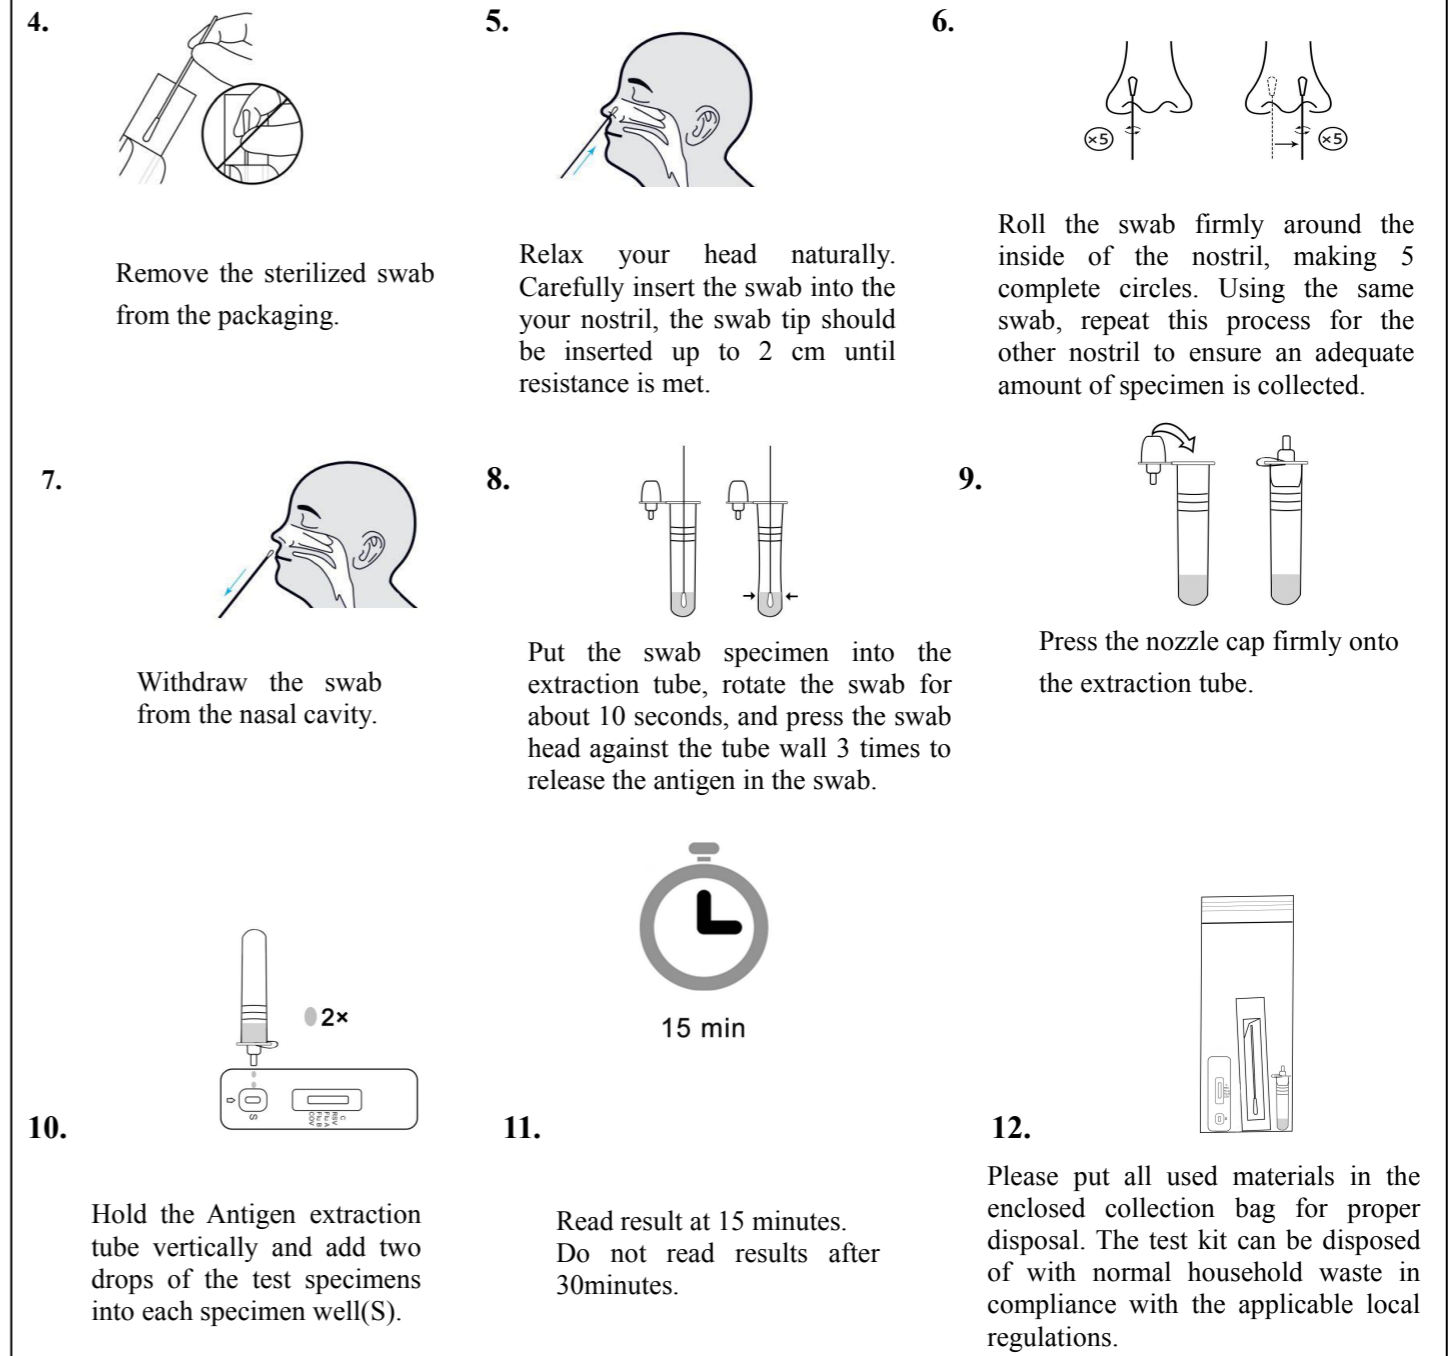 4.
Remove the sterilized swab
from the packaging.
5.
Relax your head naturally.
Carefully insert the swab into the
your nostril, the swab tip should
be inserted up to 2 cm until
resistance is met.
6.
×5
×5
Roll the swab firmly around the
inside of the nostril, making 5
complete circles. Using the same
swab, repeat this process for the
other nostril to ensure an adequate
amount of specimen is collected.
7.
Withdraw the swab
from the nasal cavity.
8.
Put the swab specimen into the
extraction tube, rotate the swab for
about 10 seconds, and press the swab
head against the tube wall 3 times to
release the antigen in the swab.
9.
Press the nozzle cap firmly onto
the extraction tube.
10.
2×
S
C
RSV
Flu A
Flu B
COV
Hold the Antigen extraction
tube vertically and add two
drops of the test specimens
into each specimen well(S).
11.
15 min
Read result at 15 minutes.
Do not read results after
30minutes.
12.
Please put all used materials in the
enclosed collection bag for proper
disposal. The test kit can be disposed
of with normal household waste in
compliance with the applicable local
regulations.